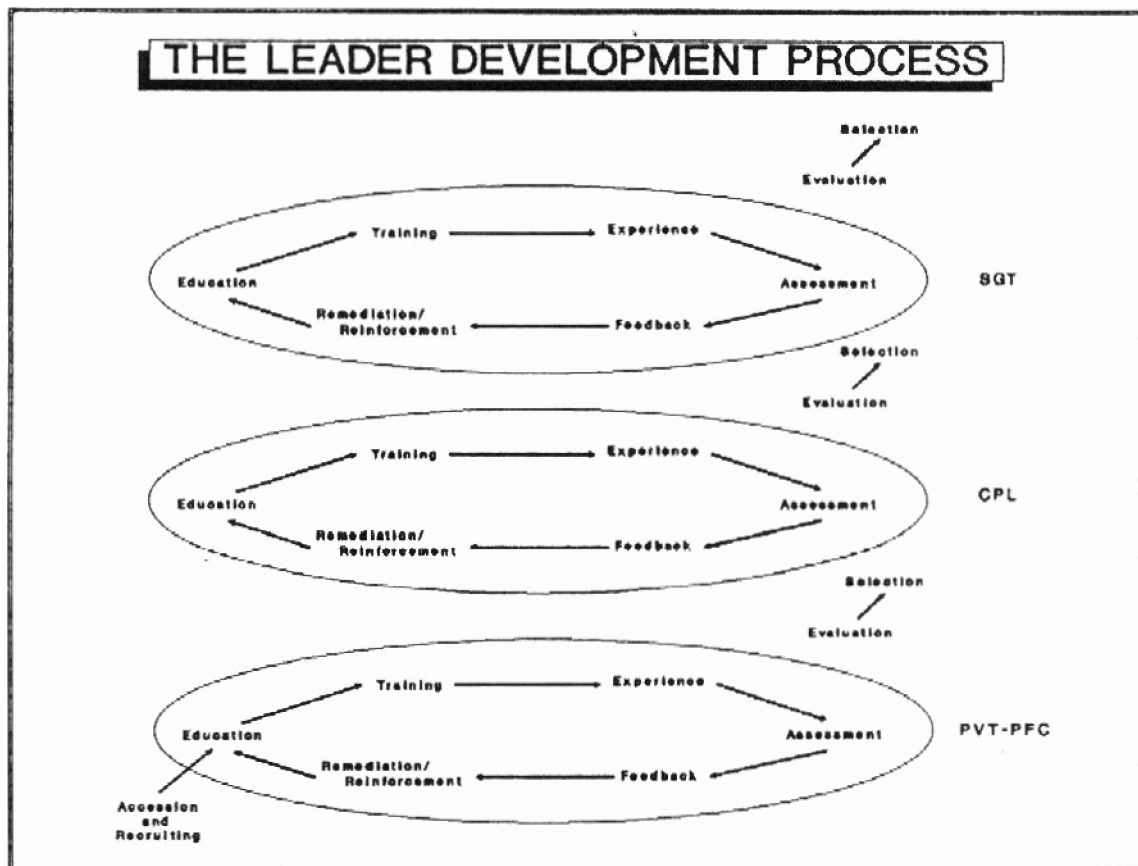 THE LEADER DEVELOPMENT PROCESS
Selection
Evaluation
Training
Experience
Education
Assessment
SGT
Remediation/
Reinforcement
Feedback
Selection
Evaluation
Training
Experience
Education
Assessment
CPL
Remediation/
Reinforcement
Feedback
Selection
Evaluation
Training
Experience
Education
Assessment
PVT-PFC
Remediation/
Reinforcement
Feedback
Accession
and
Recruiting